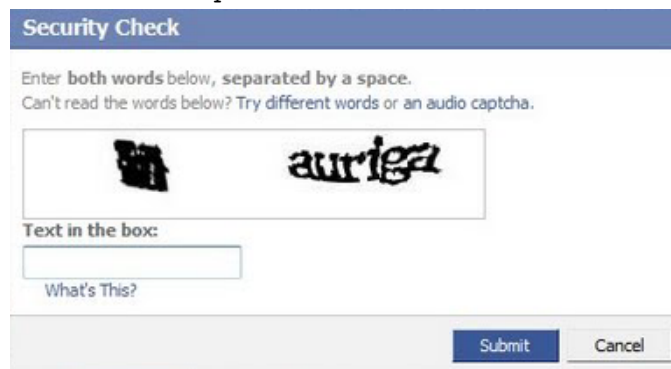 Security Check
Enter both words below, separated by a space.
Can't read the words below? Try different words or an audio captcha.
auriga
Text in the box:
What's This?
Submit Cancel